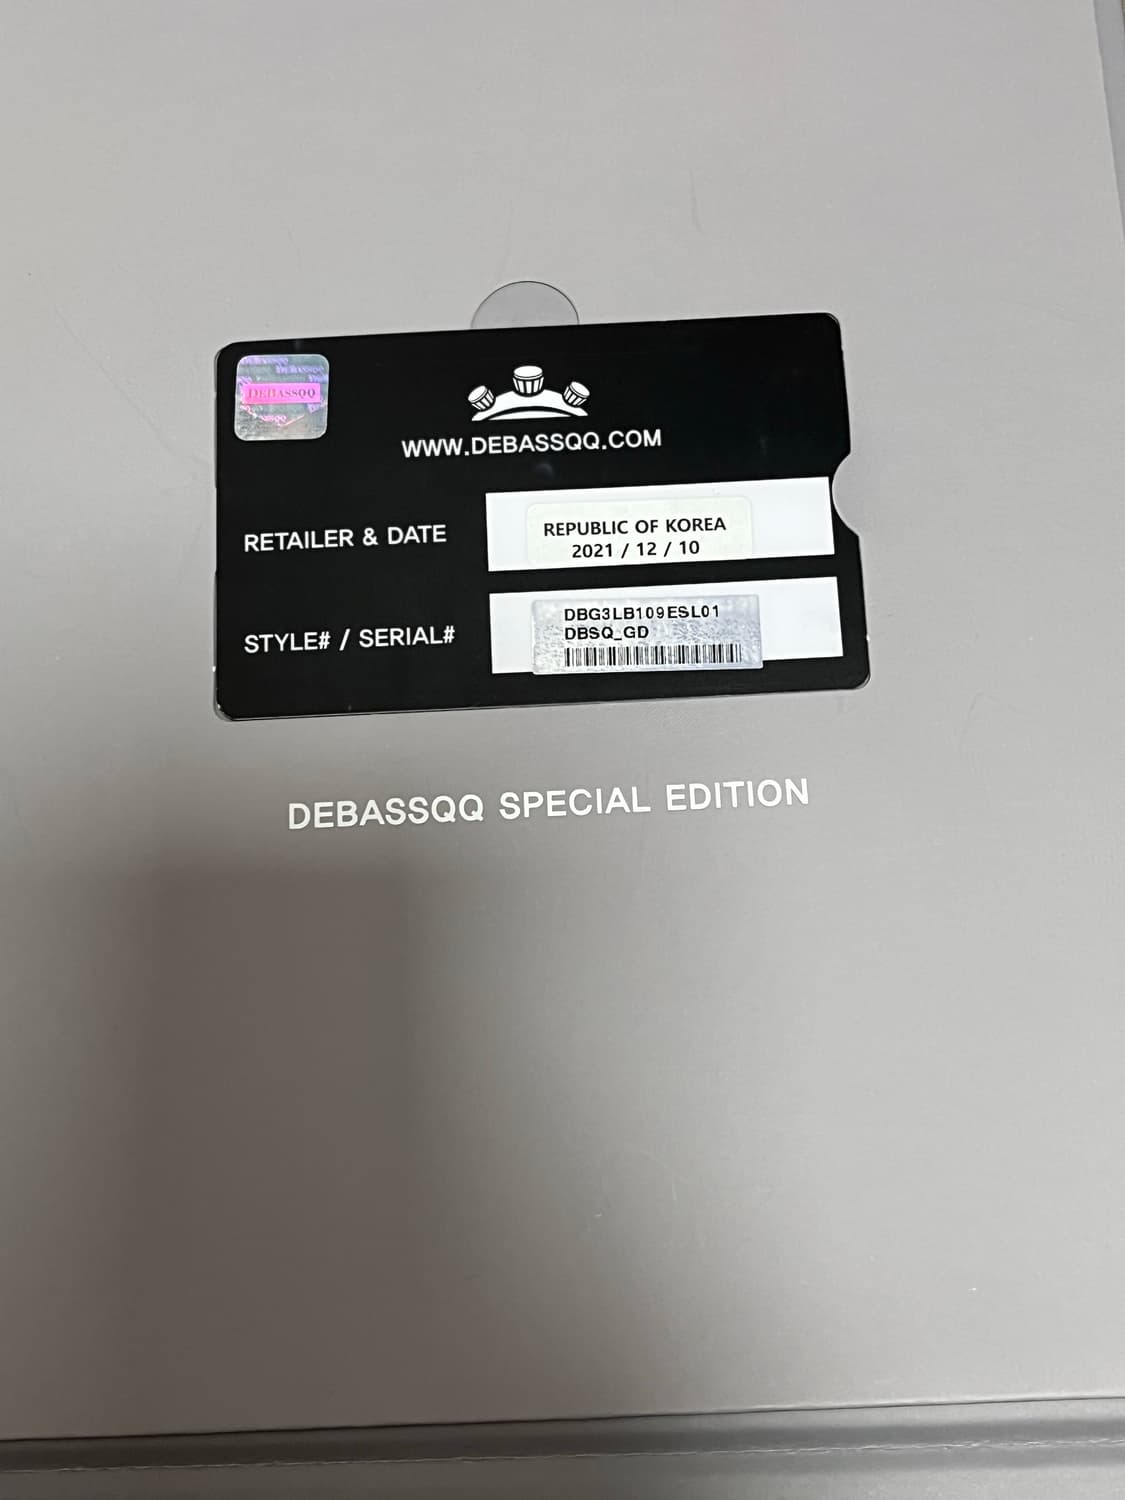 DEBASSQQ
WWW.DEBASSQQ.COM
RETAILER & DATE
REPUBLIC OF KOREA
2021 / 12 / 10
STYLE# / SERIAL#
DBG3LB109ESL01
DBSQ_GD
DEBASSQQ SPECIAL EDITION